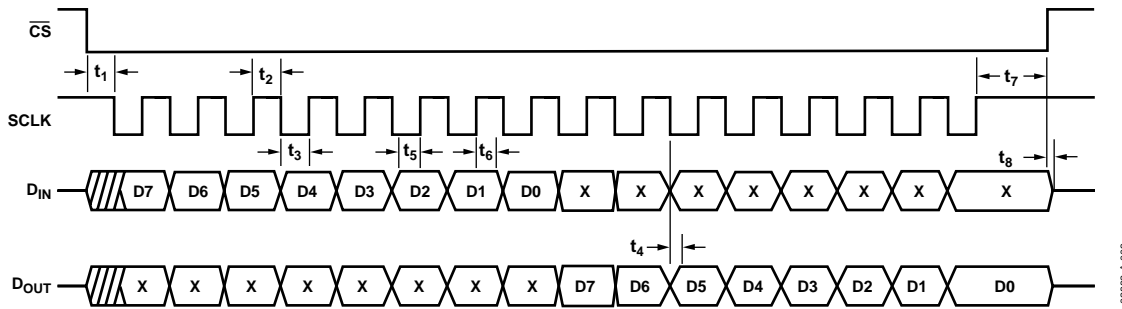 CS
t1 t2 t7
SCLK
t3 t5 t6 t8
DIN D7 D6 D5 D4 D3 D2 D1 D0 X X X X X X X X
t4
DOUT X X X X X X X X D7 D6 D5 D4 D3 D2 D1 D0